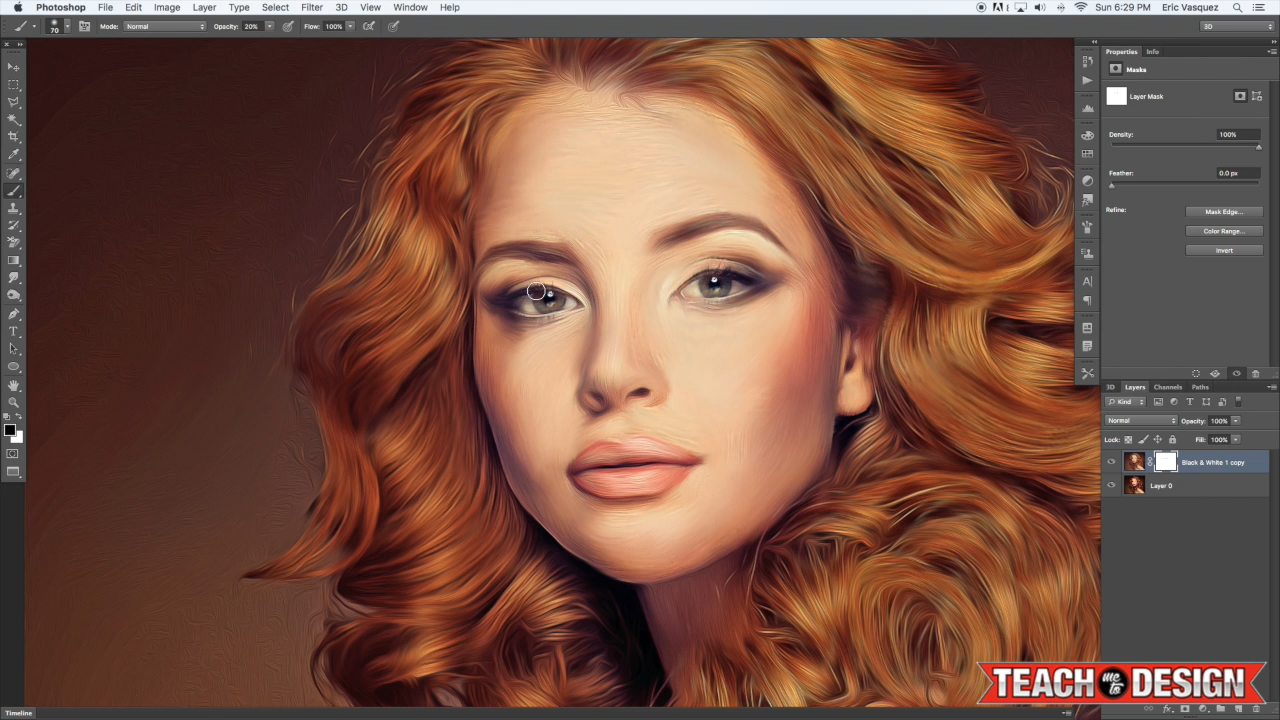 Photoshop File Edit Image Layer Type Select Filter 3D View Window Help Sun 6:29 PM Eric Vasquez
70 Mode: Normal Opacity: 20% Flow: 100% 3D
Properties Info
Masks
Layer Mask
Density: 100%
Feather: 0.0 px
Refine: Mask Edge...
Color Range...
Invert
3D Layers Channels Paths
Kind
Normal Opacity: 100%
Lock: Fill: 100%
Black & White 1 copy
Layer 0
TEACH me to DESIGN
Timeline